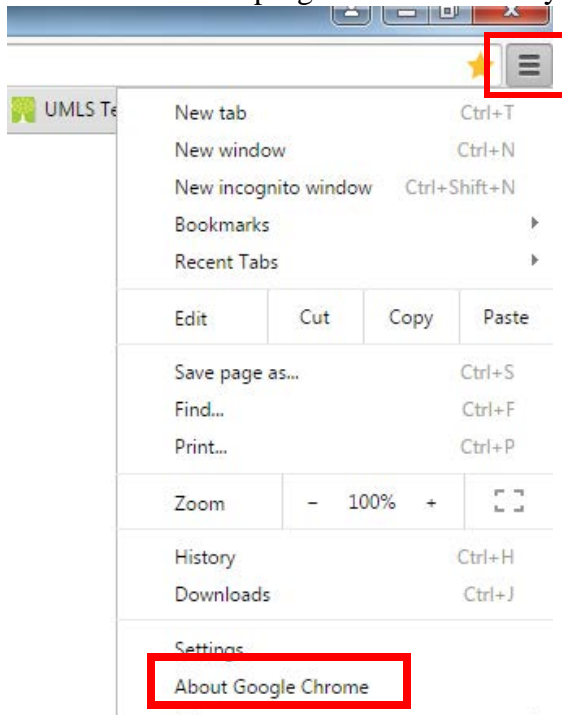 UMLS Te
New tab Ctrl+T
New window Ctrl+N
New incognito window Ctrl+Shift+N
Bookmarks
Recent Tabs
Edit Cut Copy Paste
Save page as... Ctrl+S
Find... Ctrl+F
Print... Ctrl+P
Zoom − 100% +
History Ctrl+H
Downloads Ctrl+J
Settings
About Google Chrome